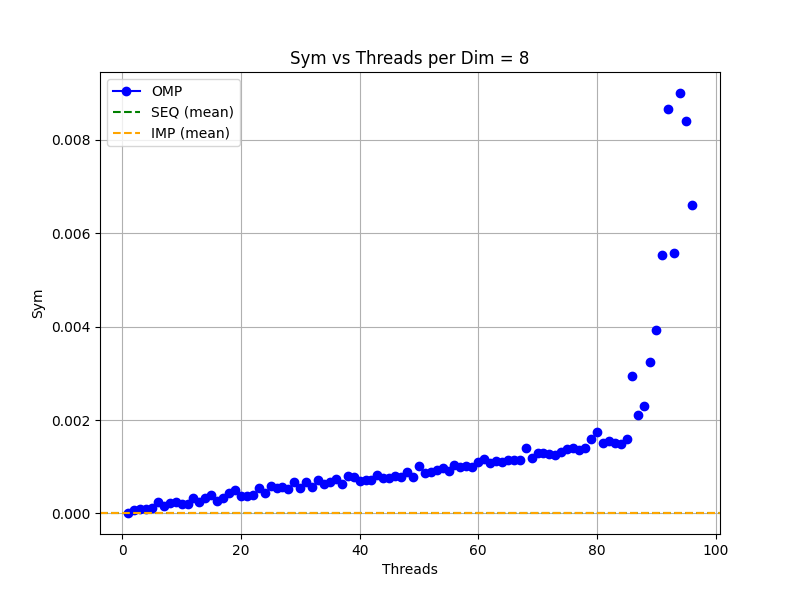 Sym vs Threads per Dim = 8
OMP
SEQ (mean)
IMP (mean)
0.008
0.006
0.004
0.002
0.000
Sym
0 20 40 60 80 100
Threads